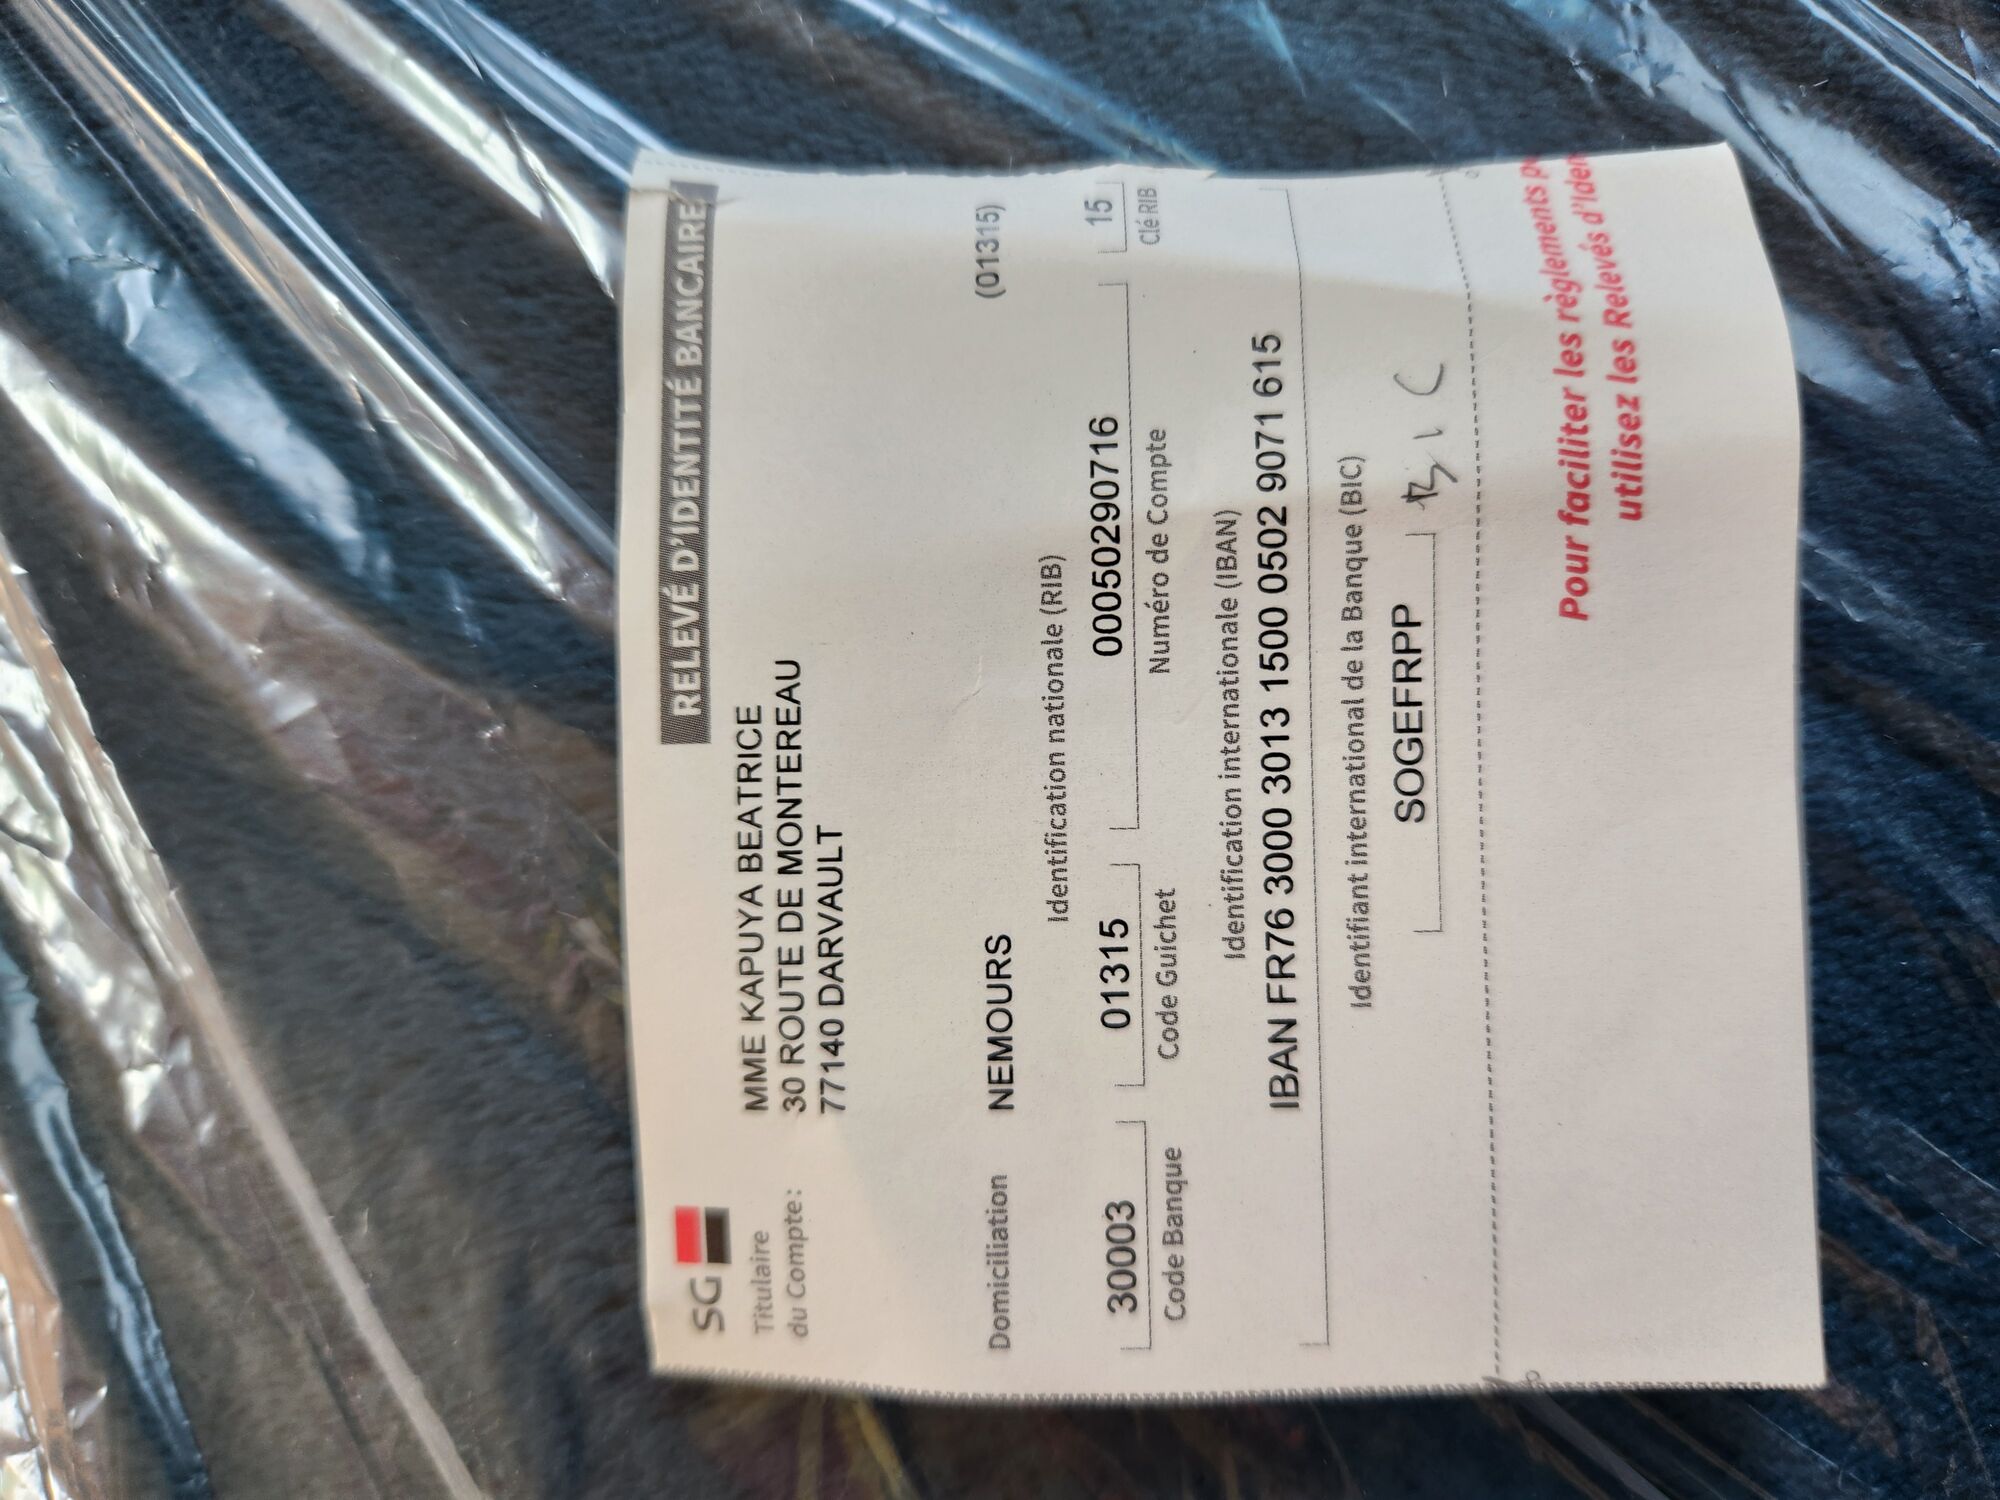 SG
RELEVÉ D'IDENTITÉ BANCAIRE
Titulaire
du Compte:
MME KAPUYA BEATRICE
30 ROUTE DE MONTEREAU
77140 DARVAULT
Domiciliation NEMOURS (01315)
Identification nationale (RIB)
30003 01315 00050290716 15
Code Banque Code Guichet Numéro de Compte Clé RIB
Identification internationale (IBAN)
IBAN FR76 3000 3013 1500 0502 9071 615
Identifiant international de la Banque (BIC)
SOGEFRPP BIC
Pour faciliter les règlements
utilisez les Relevés